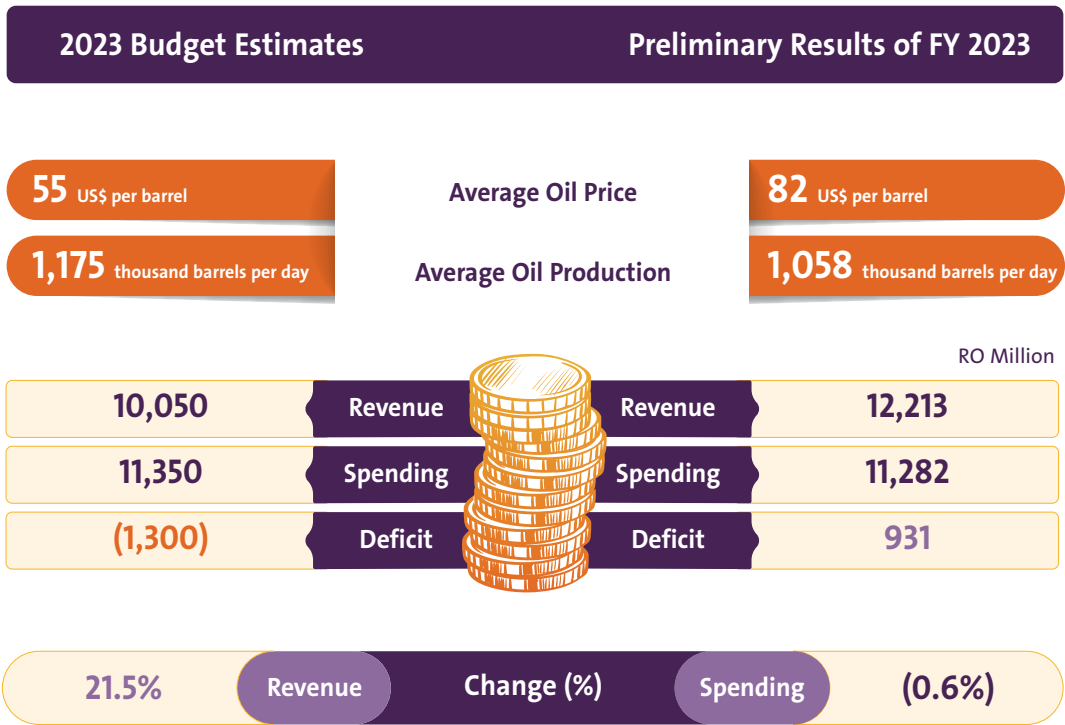 2023 Budget Estimates Preliminary Results of FY 2023
55 US$ per barrel Average Oil Price 82 US$ per barrel
1,175 thousand barrels per day Average Oil Production 1,058 thousand barrels per day
RO Million
10,050 Revenue Revenue 12,213
11,350 Spending Spending 11,282
(1,300) Deficit Deficit 931
21.5% Revenue Change (%) Spending (0.6%)